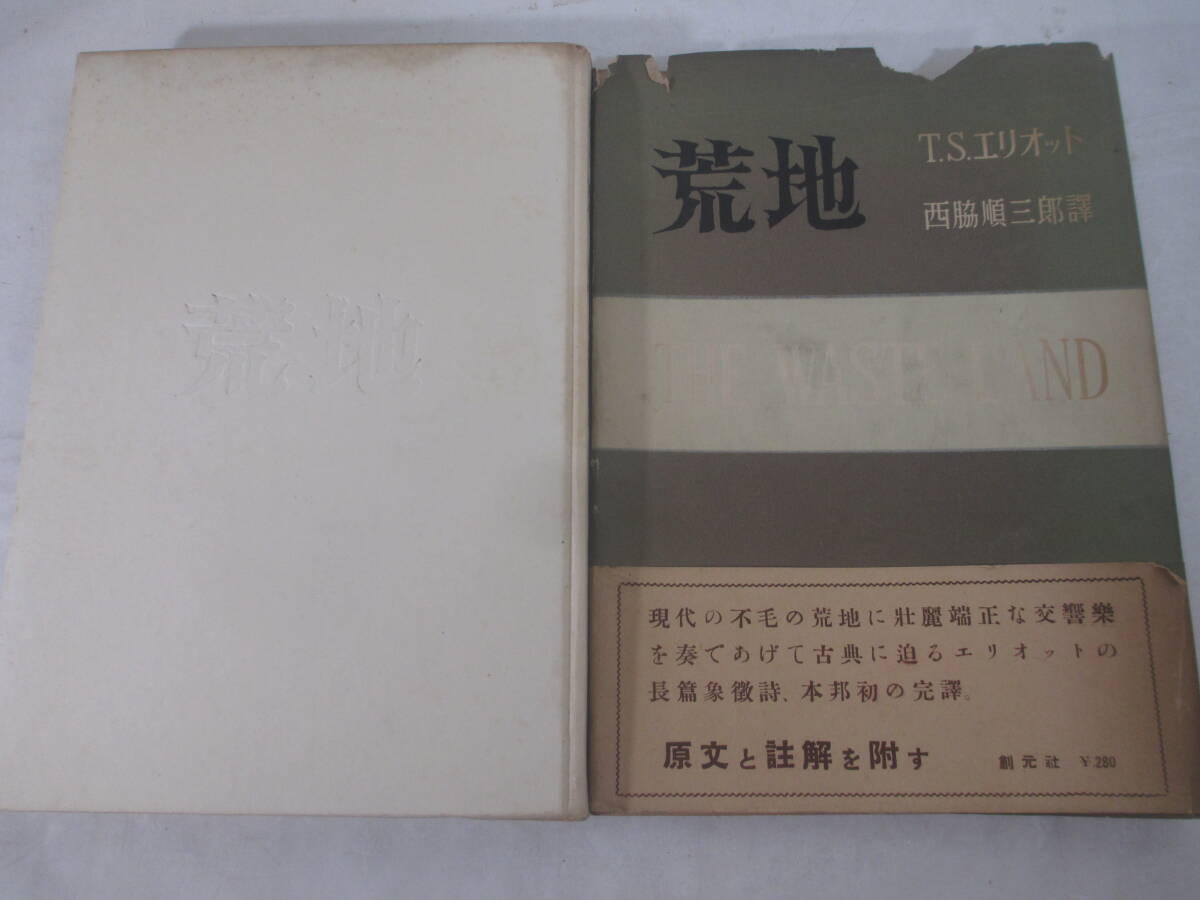 荒地
荒地
T.S.エリオット
西脇順三郎譯
THE WASTE LAND
現代の不毛の荒地に壯麗端正な交響樂
を奏であげて古典に迫るエリオットの
長篇象徵詩、本邦初の完譯。
原文と註解を附す
創元社 ¥.280